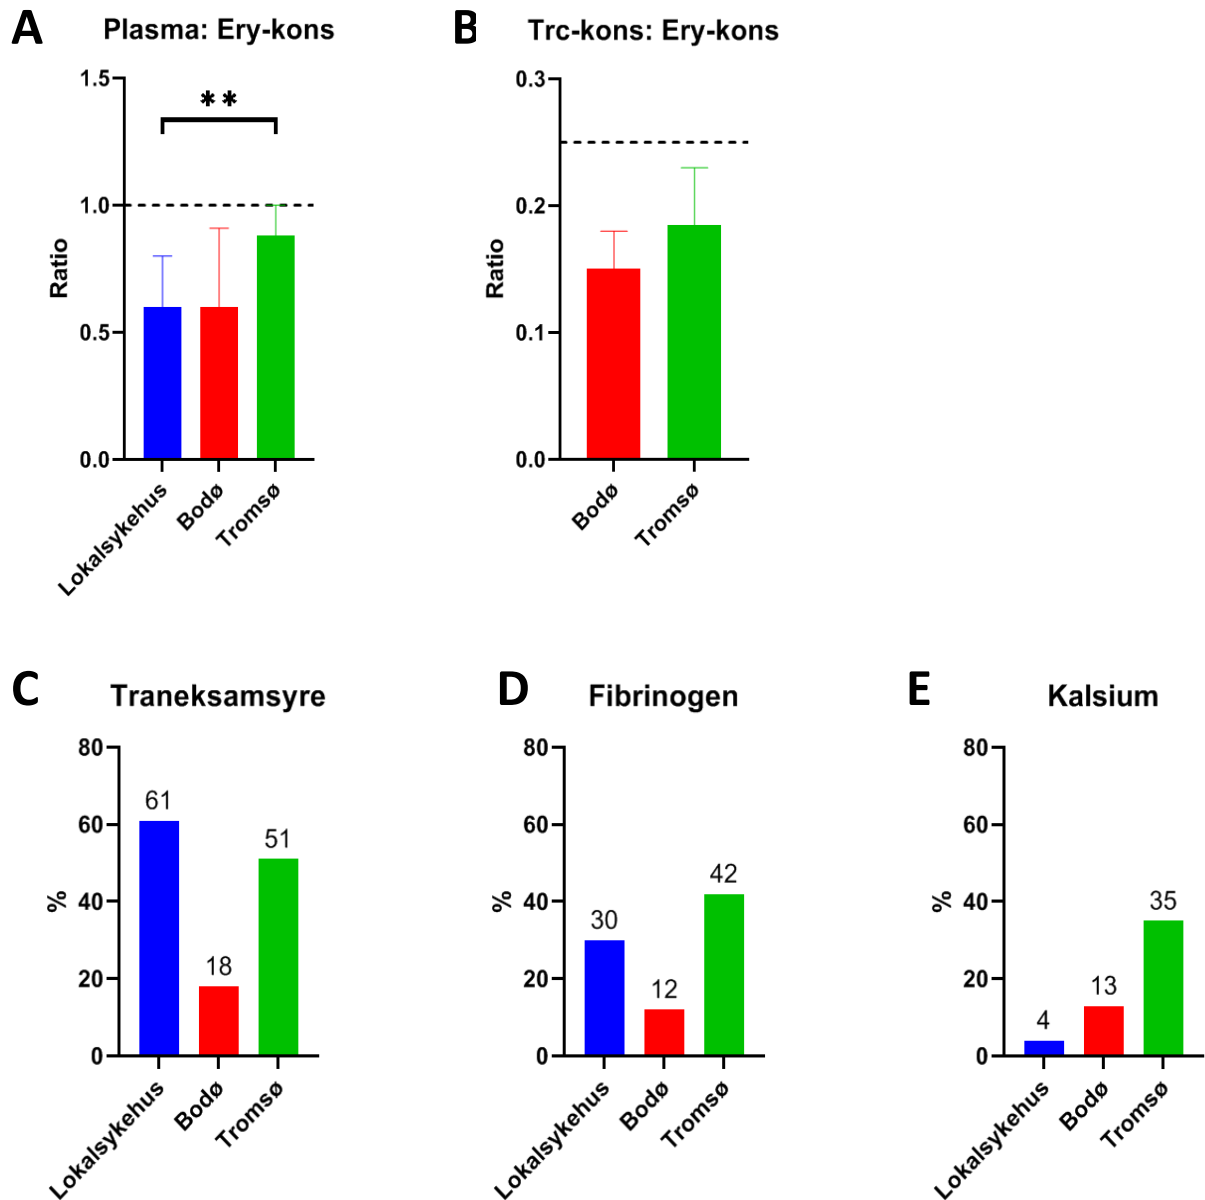 A Plasma: Ery-kons
1.5
1.0
0.5
0.0
Ratio
**
Lokalsykehus
Bodø
Tromsø
B Trc-kons: Ery-kons
0.3
0.2
0.1
0.0
Ratio
Bodø
Tromsø
C Traneksamsyre
80
60
40
20
0
%
61
18
51
Lokalsykehus
Bodø
Tromsø
D Fibrinogen
80
60
40
20
0
%
30
12
42
Lokalsykehus
Bodø
Tromsø
E Kalsium
80
60
40
20
0
%
4
13
35
Lokalsykehus
Bodø
Tromsø